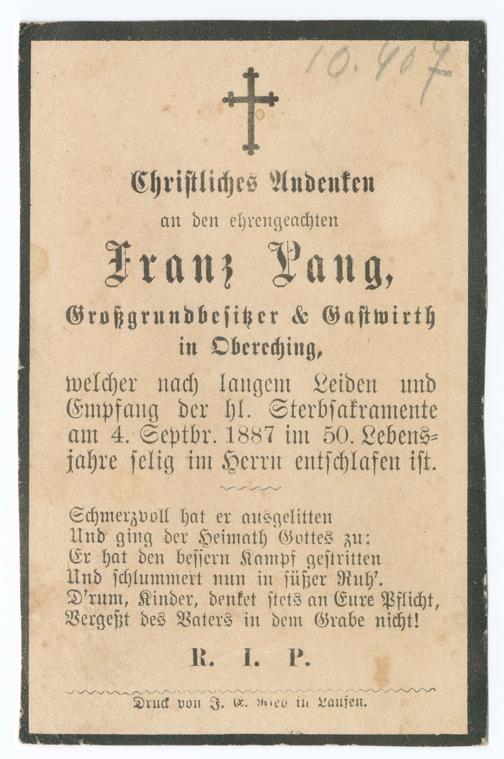 10.407
Christliches Andenken
an den ehrengeachten
Franz Lang,
Großgrundbesitzer & Gastwirth
in Obereching,
welcher nach langem Leiden und
Empfang der hl. Sterbsakramente
am 4. Septbr. 1887 im 50. Lebens=
jahre selig im Herrn entschlafen ist.
Schmerzvoll hat er ausgelitten
Und ging der Heimath Gottes zu:
Er hat den bessern Kampf gestritten
Und schlummert nun in süßer Ruh'.
D'rum, Kinder, denket stets an Eure Pflicht,
Vergeßt des Vaters in dem Grabe nicht!
R. I. P.
Druck von J. E. in Laufen.